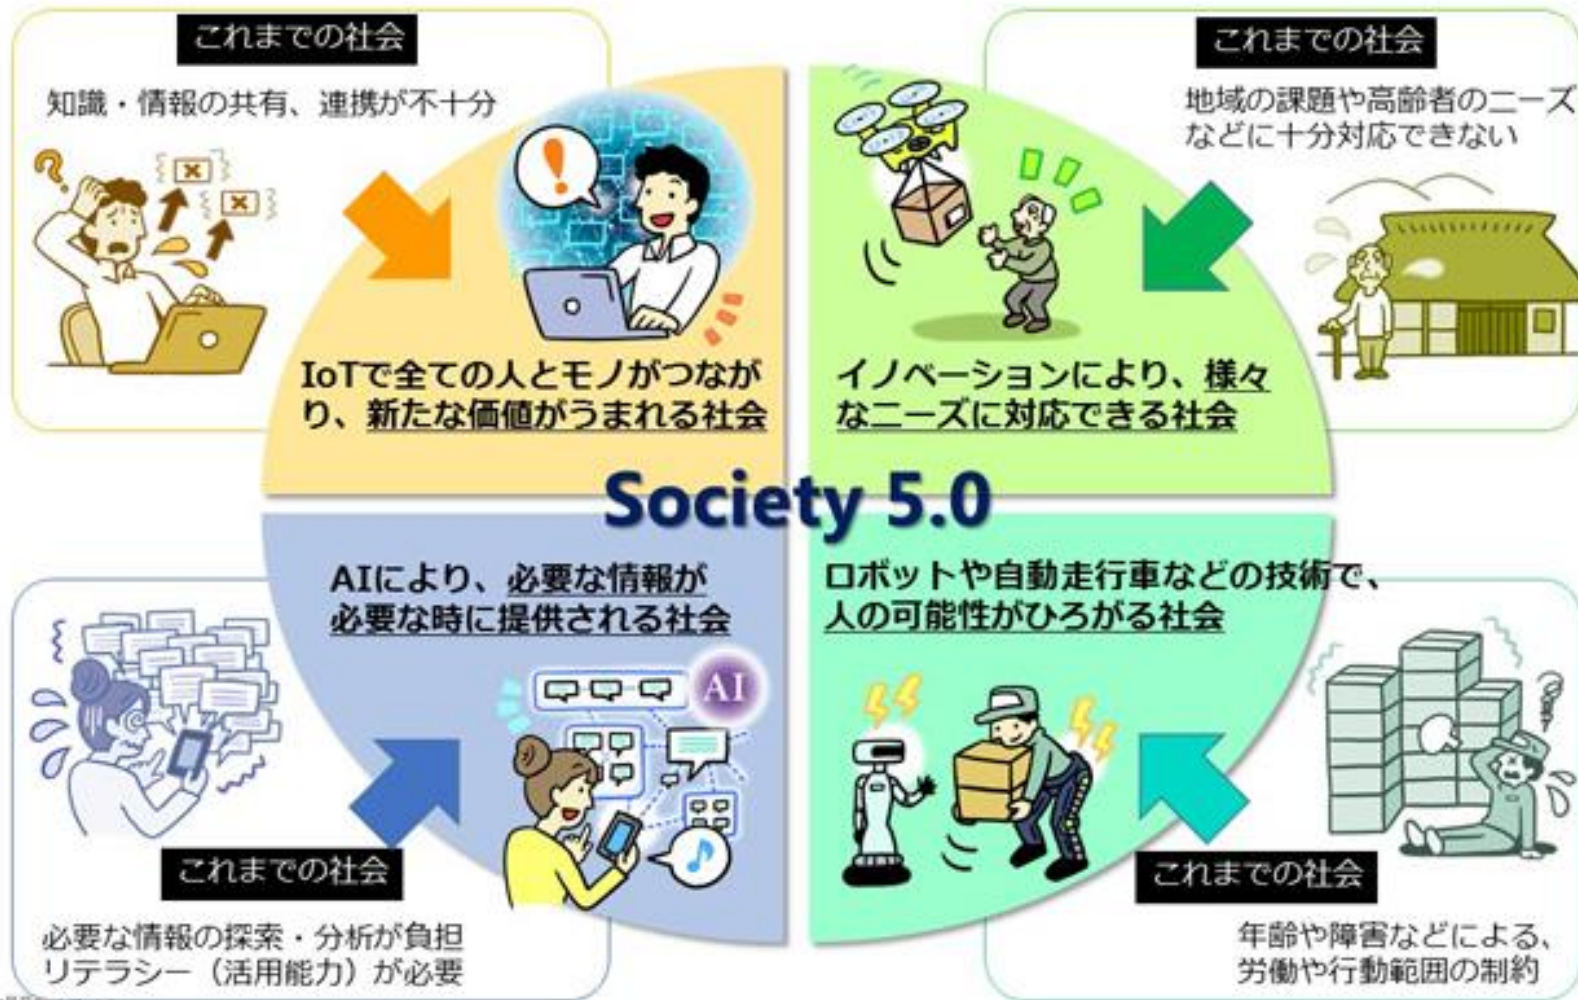 これまでの社会
知識・情報の共有、連携が不十分
IoTで全ての人とモノがつなが
り、新たな価値がうまれる社会
これまでの社会
地域の課題や高齢者のニーズ
などに十分対応できない
イノベーションにより、様々
なニーズに対応できる社会
Society 5.0
AIにより、必要な情報が
必要な時に提供される社会
AI
これまでの社会
必要な情報の探索・分析が負担
リテラシー（活用能力）が必要
ロボットや自動走行車などの技術で、
人の可能性がひろがる社会
これまでの社会
年齢や障害などによる、
労働や行動範囲の制約